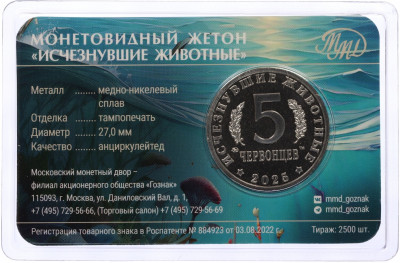 МОНЕТОВИДНЫЙ ЖЕТОН
«ИСЧЕЗНУВШИЕ ЖИВОТНЫЕ»
ММД
Металл ........ медно-никелевый
сплав
Отделка ........ тампопечать
Диаметр ........ 27,0 мм
Качество ........ анциркулейтед
ИСЧЕЗНУВШИЕ ЖИВОТНЫЕ
5
ЧЕРВОНЦЕВ
2025
Московский монетный двор –
филиал акционерного общества «Гознак»
115093, г. Москва, ул. Даниловский Вал, д. 1,
+7 (495) 729-56-66, (Торговый салон) +7 (495) 729-56-69
mmd_goznak
mmd_goznak
Регистрация товарного знака в Роспатенте № 884923 от 03.08.2022 г.
Тираж: 2500 шт.